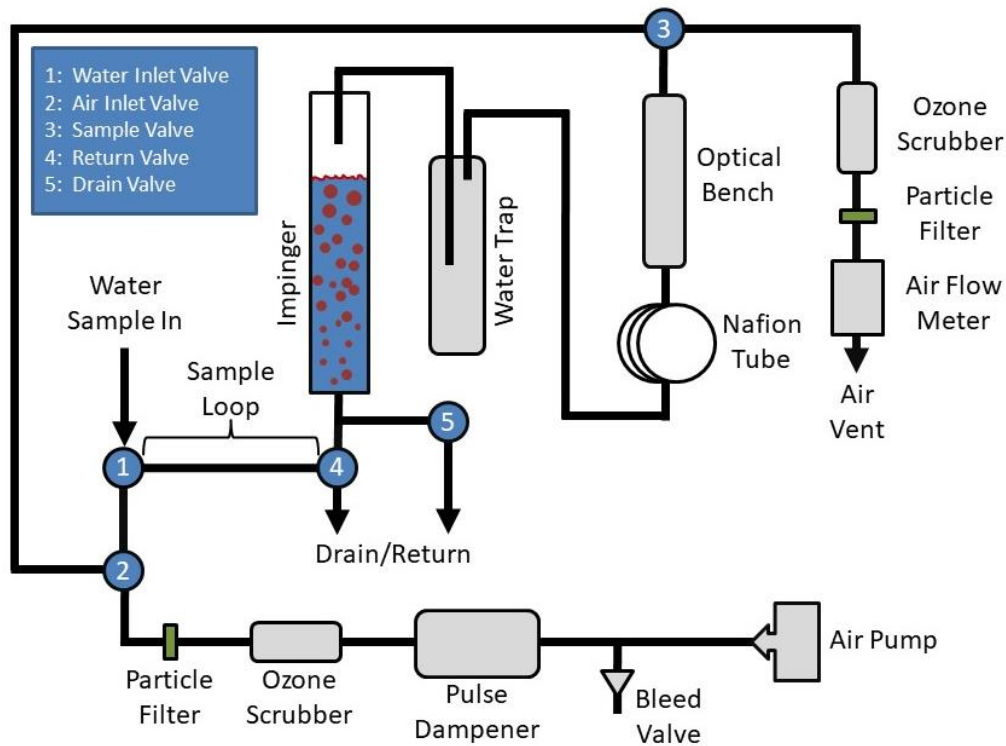 3
1: Water Inlet Valve
2: Air Inlet Valve
3: Sample Valve
4: Return Valve
5: Drain Valve
Ozone
Scrubber
Optical
Bench
Particle
Filter
Impinger
Water Trap
Water
Sample In
Air Flow
Meter
Nafion
Tube
Sample
Loop
Air
Vent
5
1
4
Drain/Return
2
Air Pump
Particle
Filter
Ozone
Scrubber
Pulse
Dampener
Bleed
Valve